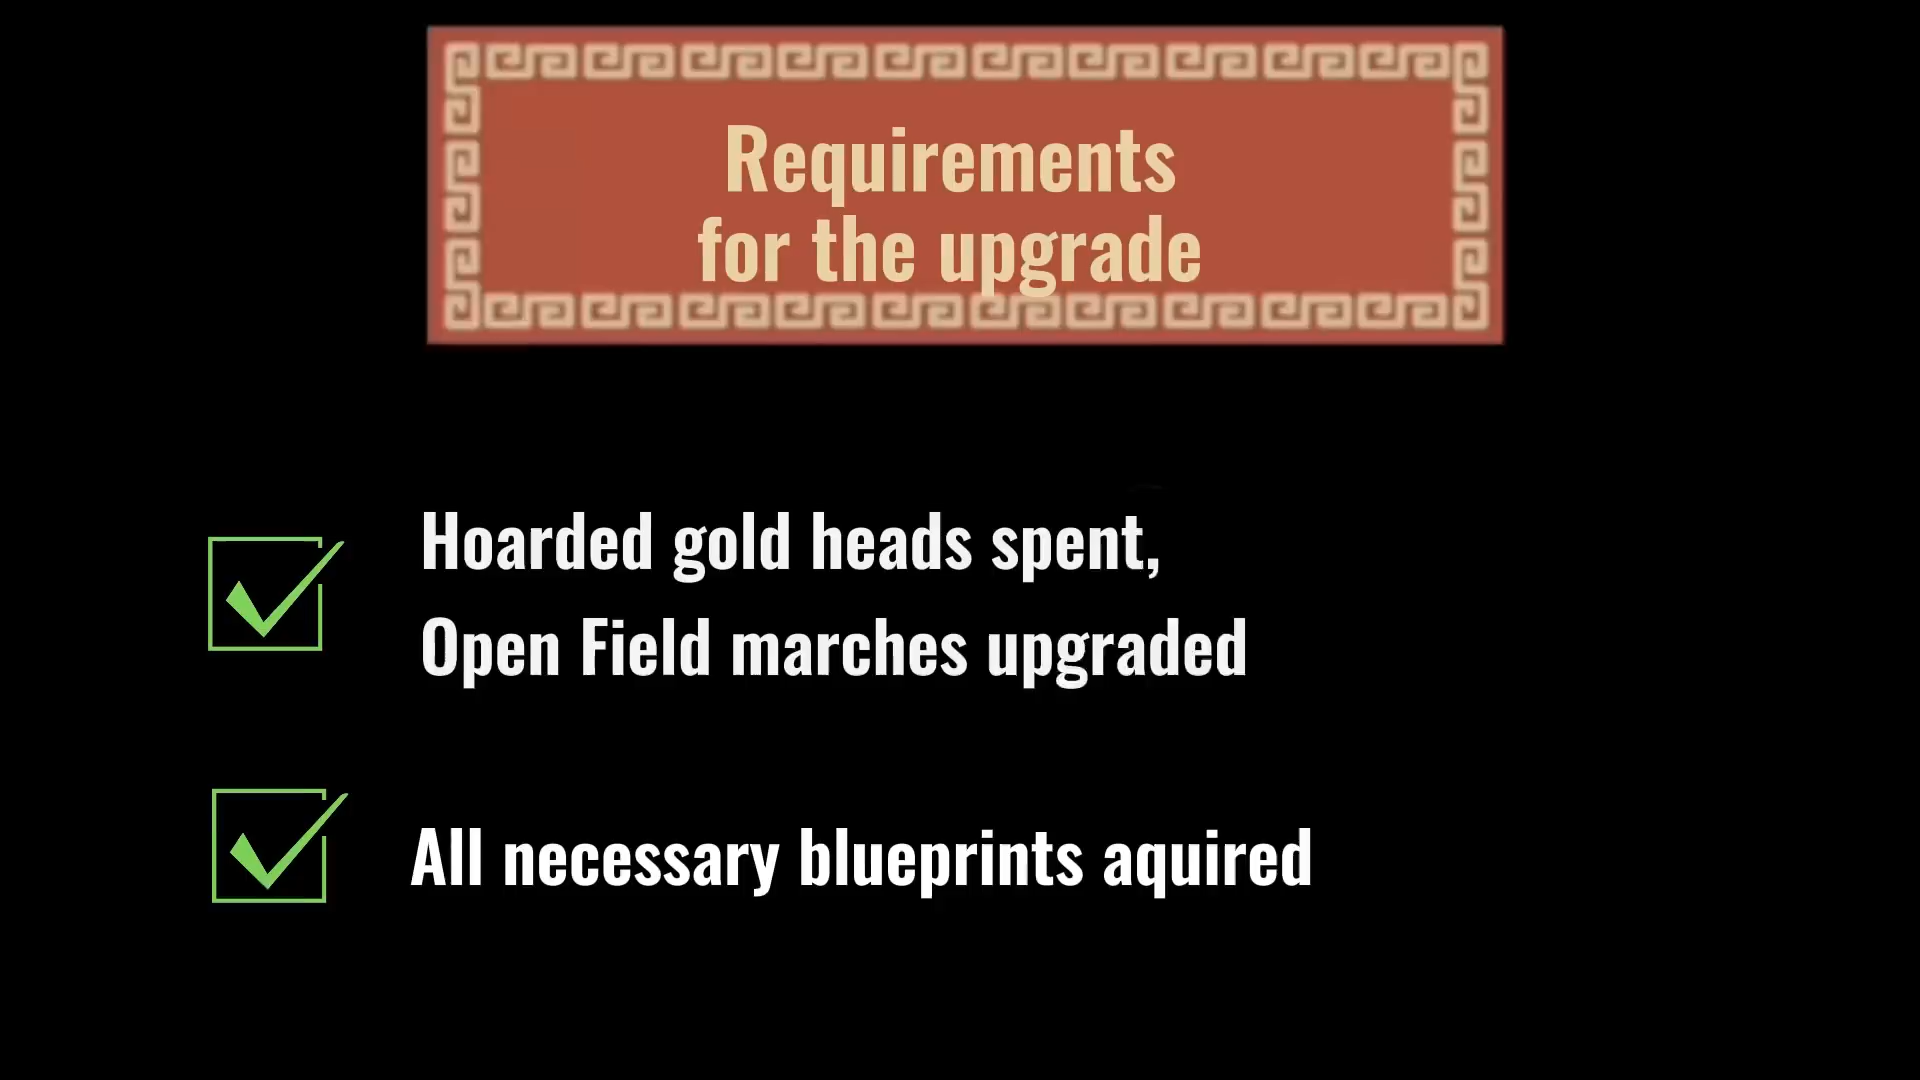 Requirements
for the upgrade
Hoarded gold heads spent,
Open Field marches upgraded
All necessary blueprints aquired